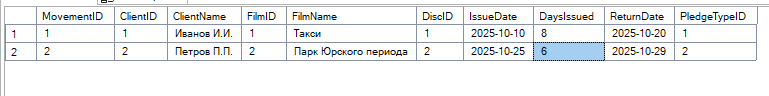 MovementID ClientID ClientName FilmID FilmName DiscID IssueDate DaysIssued ReturnDate PledgeTypeID
1 1 1 Иванов И.И. 1 Такси 1 2025-10-10 8 2025-10-20 1
2 2 2 Петров П.П. 2 Парк Юрского периода 2 2025-10-25 6 2025-10-29 2